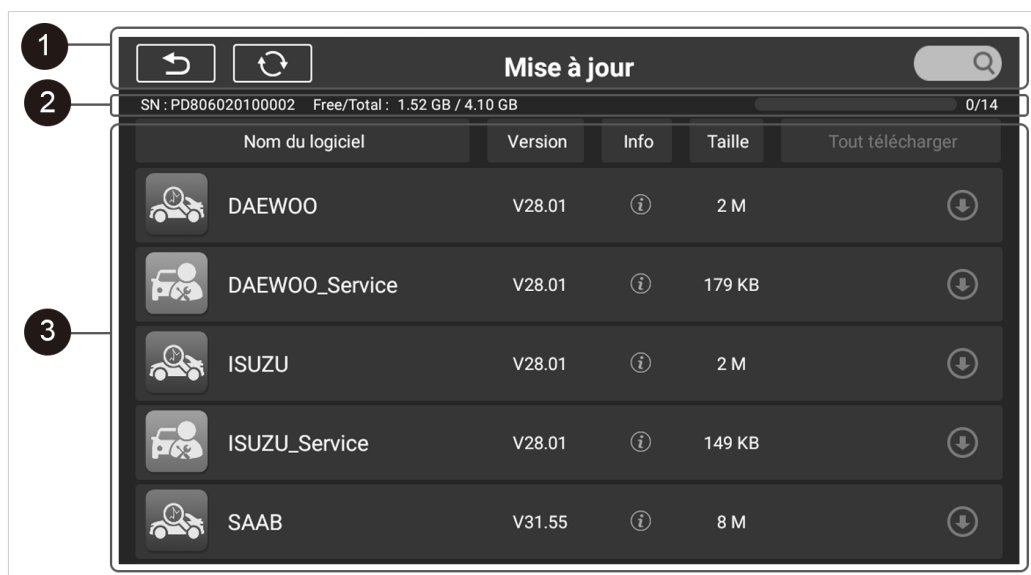 1
Mise à jour
2
SN : PD806020100002 Free/Total : 1.52 GB / 4.10 GB 0/14
Nom du logiciel Version Info Taille Tout télécharger
DAEWOO V28.01 i 2 M
DAEWOO_Service V28.01 i 179 KB
3
ISUZU V28.01 i 2 M
ISUZU_Service V28.01 i 149 KB
SAAB V31.55 i 8 M